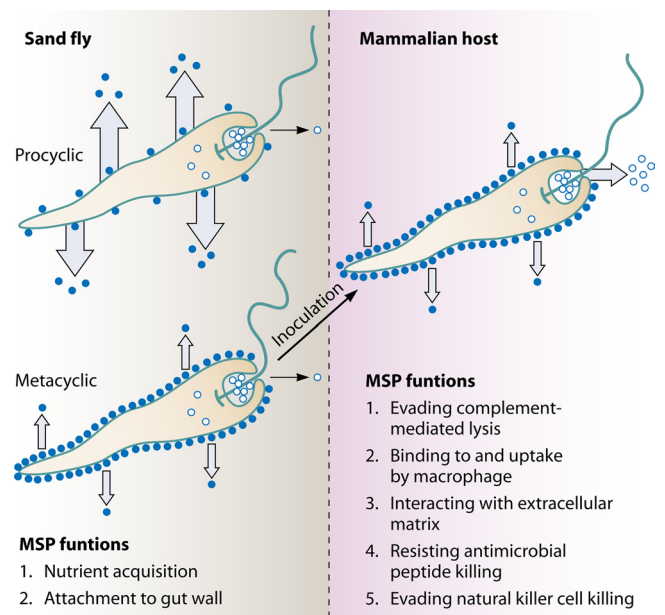 Sand fly
Procyclic
Metacyclic
MSP funtions
1. Nutrient acquisition
2. Attachment to gut wall
Inoculation
Mammalian host
MSP funtions
1. Evading complement-
mediated lysis
2. Binding to and uptake
by macrophage
3. Interacting with extracellular
matrix
4. Resisting antimicrobial
peptide killing
5. Evading natural killer cell killing